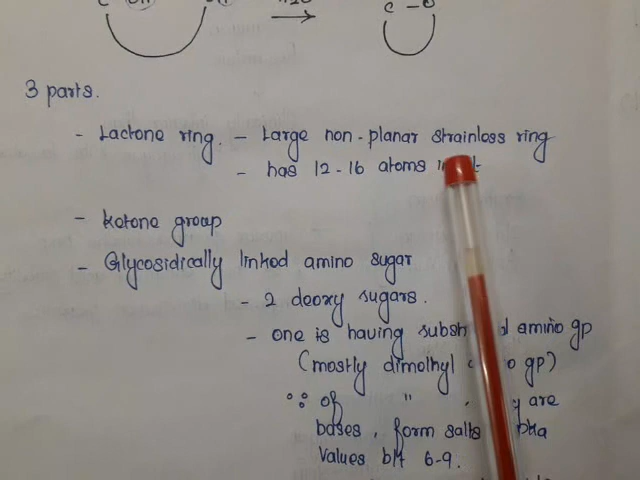 C - O
3 parts.
- Lactone ring. - Large non-planar strainless ring
- has 12-16 atoms
- Ketone group
- Glycosidically linked amino sugar
- 2 deoxy sugars.
- one is having amino gp
(mostly dimethyl gp)
∵ of " , are
bases, form salts pka
values b/t 6-9.